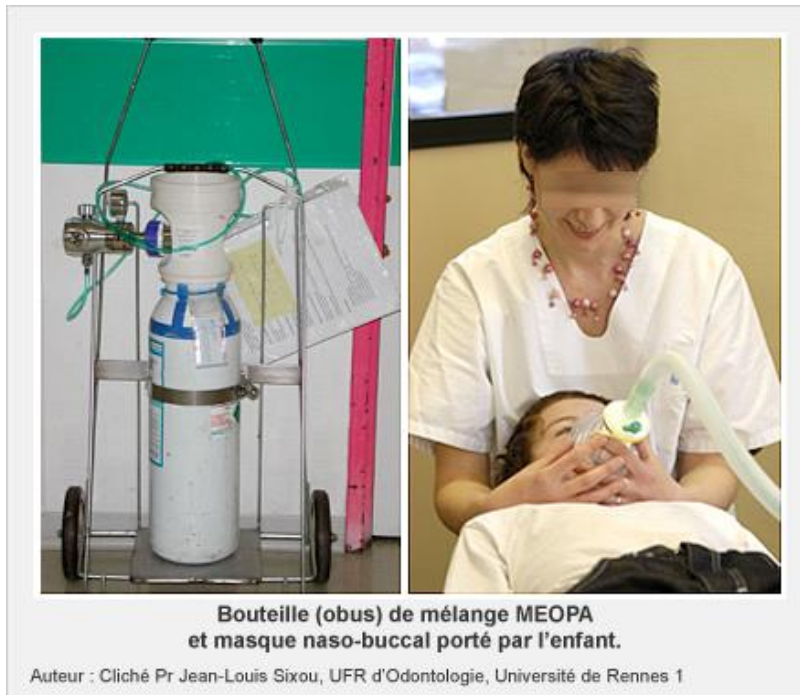 Bouteille (obus) de mélange MEOPA
et masque naso-buccal porté par l'enfant.
Auteur : Cliché Pr Jean-Louis Sixou, UFR d'Odontologie, Université de Rennes 1